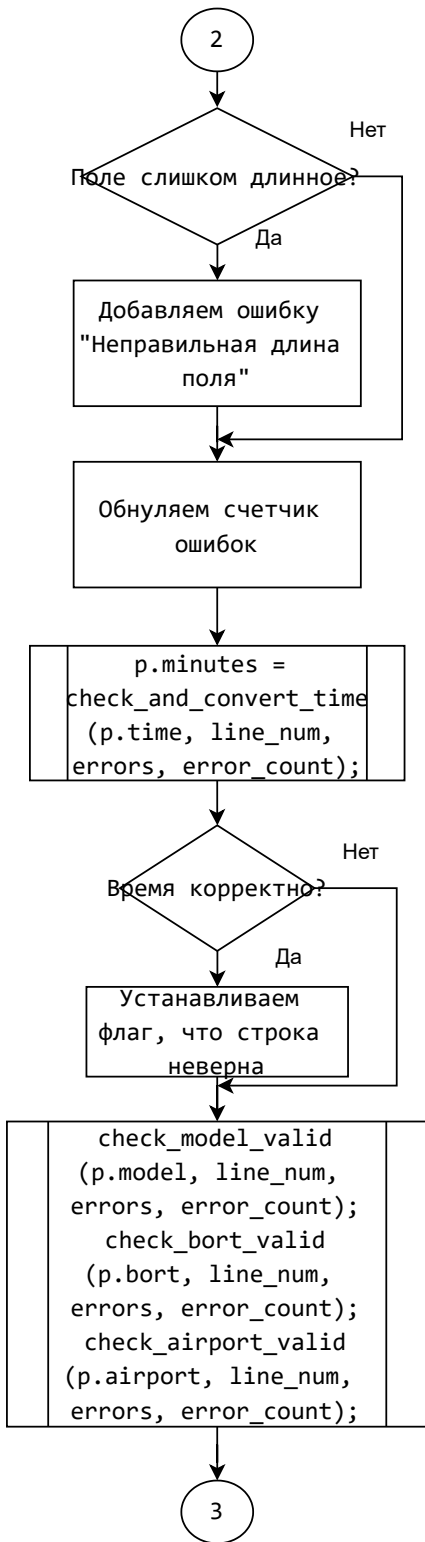 2
Нет
Поле слишком длинное?
Да
Добавляем ошибку
"Неправильная длина
поля"
Обнуляем счетчик
ошибок
p.minutes =
check_and_convert_time
(p.time, line_num,
errors, error_count);
Нет
Время корректно?
Да
Устанавливаем
флаг, что строка
неверна
check_model_valid
(p.model, line_num,
errors, error_count);
check_bort_valid
(p.bort, line_num,
errors, error_count);
check_airport_valid
(p.airport, line_num,
errors, error_count);
3